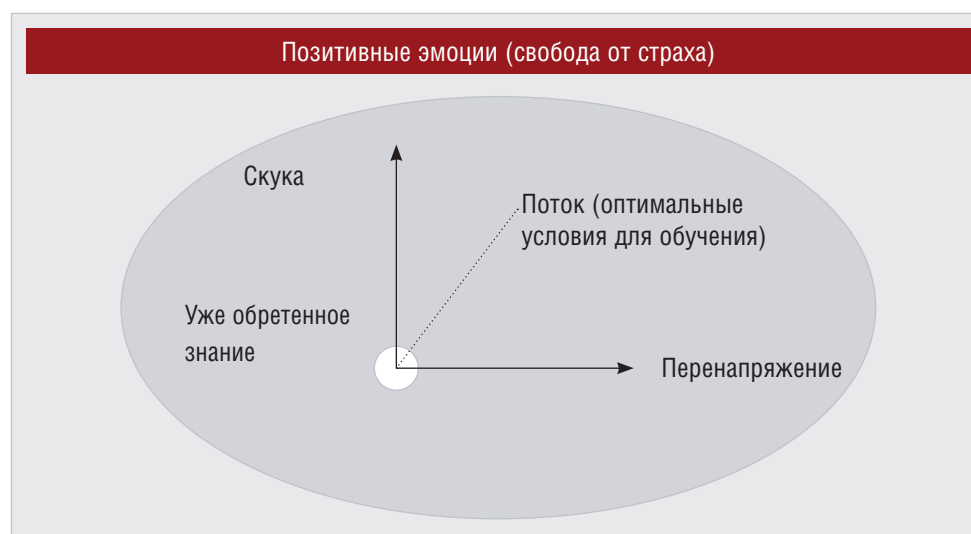 Позитивные эмоции (свобода от страха)
Скука
Поток (оптимальные
условия для обучения)
Уже обретенное
знание
Перенапряжение